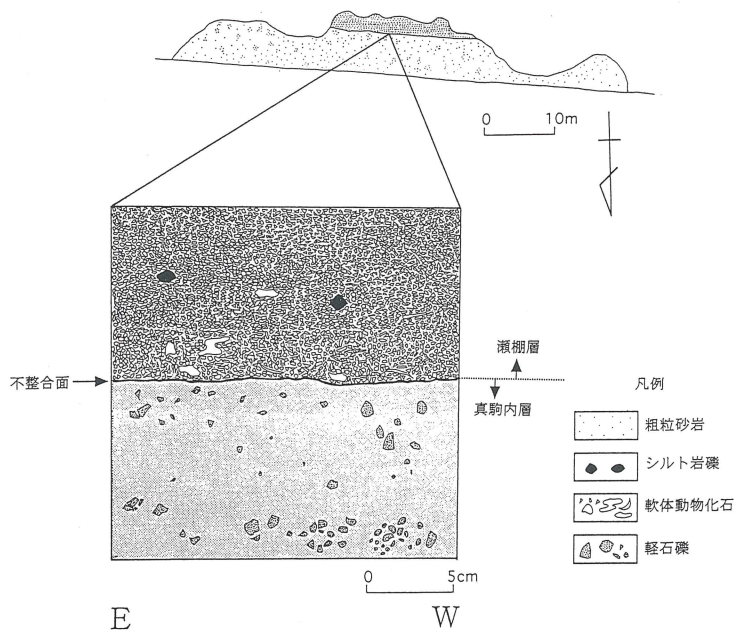 0 10m
不整合面
瀬棚層
真駒内層
凡例
粗粒砂岩
シルト岩礫
軟体動物化石
軽石礫
0 5cm
E W